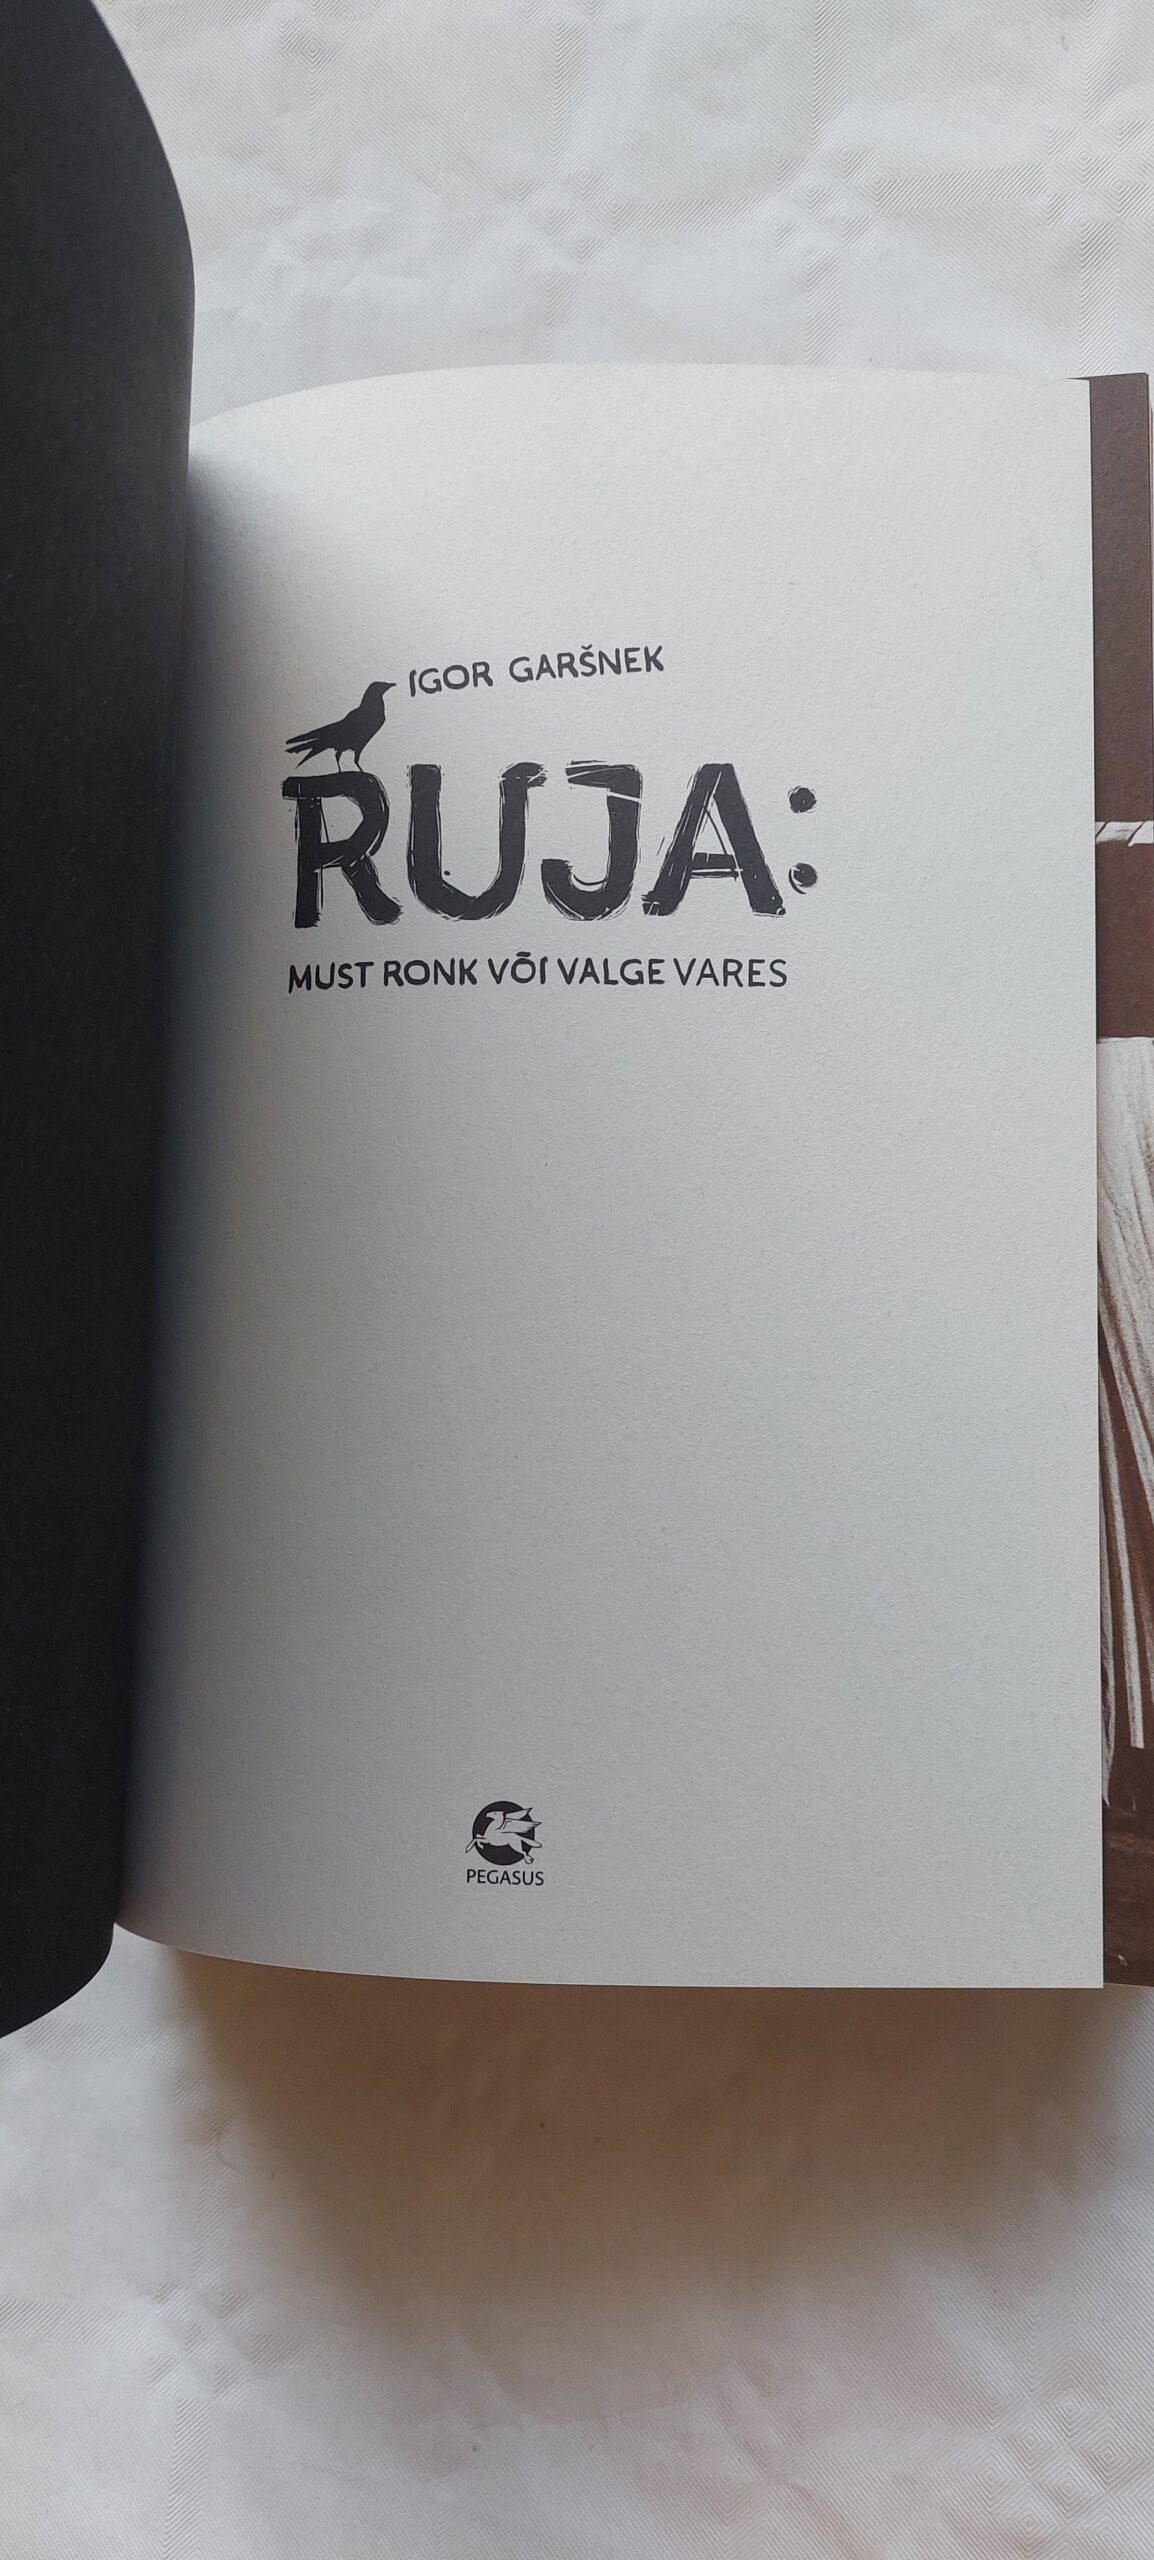 IGOR GARŠNEK
RUJA:
MUST RONK VÕI VALGE VARES
PEGASUS